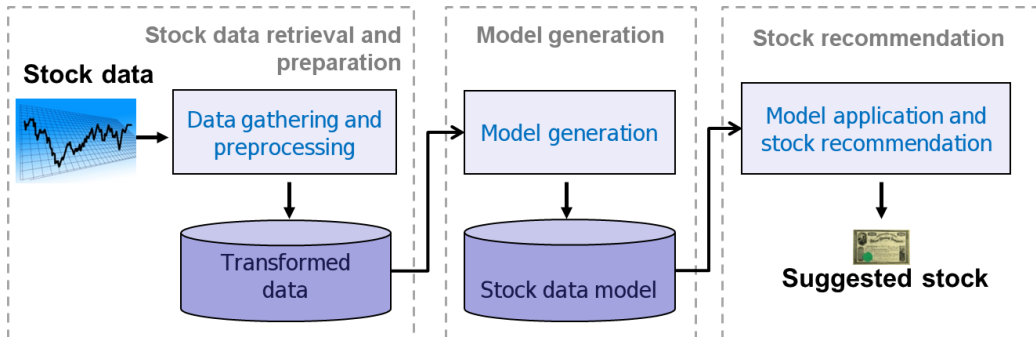 Stock data retrieval and
preparation
Stock data
Data gathering and
preprocessing
Transformed
data
Model generation
Model generation
Stock data model
Stock recommendation
Model application and
stock recommendation
Suggested stock